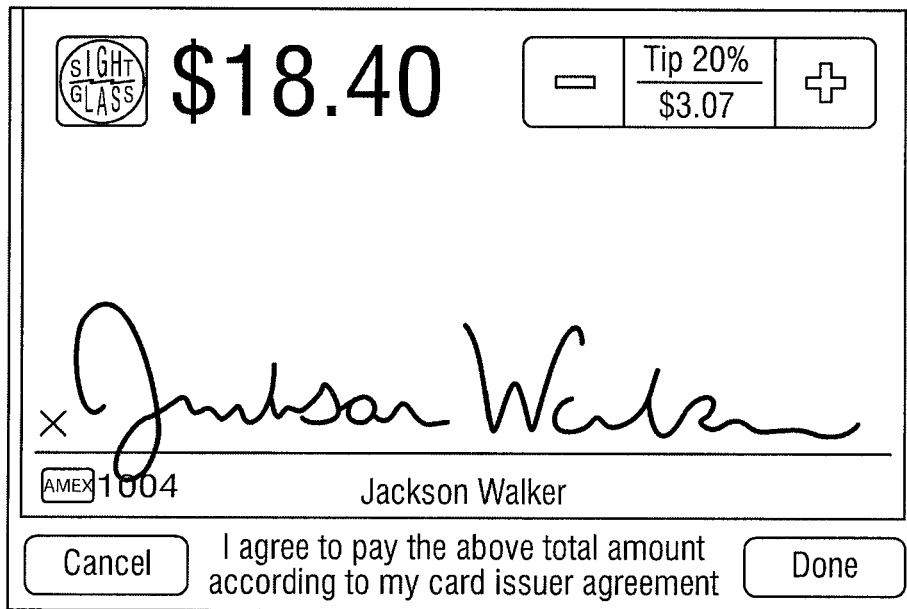 SIGHT
GLASS
$18.40
Tip 20%
$3.07
Jackson Walker
×
AMEX 1004
Jackson Walker
Cancel
I agree to pay the above total amount
according to my card issuer agreement
Done